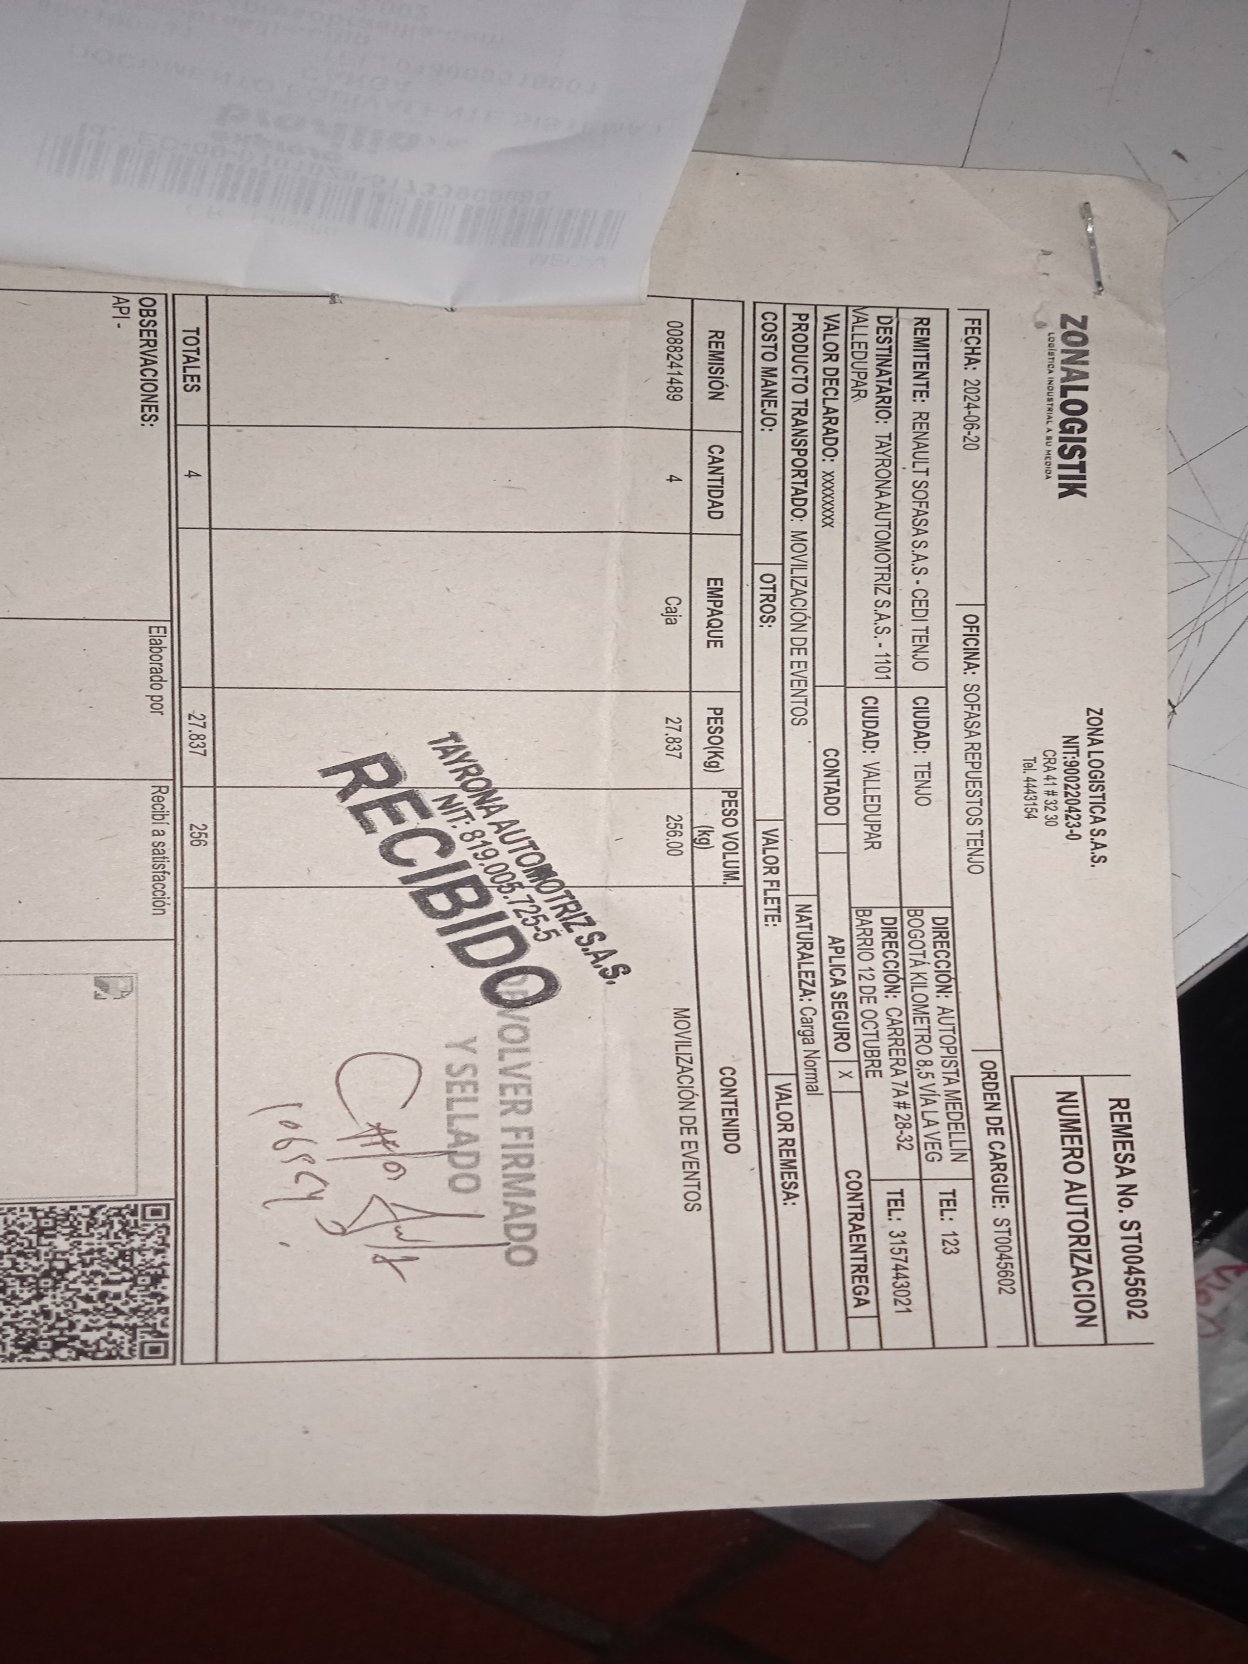 ZONALOGISTIK
LOGÍSTICA INDUSTRIAL A SU MEDIDA
ZONA LOGISTICA S.A.S.
NIT:900220423-0
CRA 41 # 32 30
Tel. 4443154
REMESA No. ST0045602
NUMERO AUTORIZACION
FECHA: 2024-06-20
OFICINA: SOFASA REPUESTOS TENJO
ORDEN DE CARGUE: ST0045602
REMITENTE: RENAULT SOFASA S.A.S - CEDI TENJO
CIUDAD: TENJO
DIRECCIÓN: AUTOPISTA MEDELLÍN
BOGOTÁ KILOMETRO 8.5 VÍA LA VEG
TEL: 123
DESTINATARIO: TAYRONA AUTOMOTRIZ S.A.S. - 1101
VALLEDUPAR
CIUDAD: VALLEDUPAR
DIRECCIÓN: CARRERA 7A # 28-32
BARRIO 12 DE OCTUBRE
TEL: 3157443021
VALOR DECLARADO: xxxxxxxx
CONTADO
APLICA SEGURO X
CONTRAENTREGA
PRODUCTO TRANSPORTADO: MOVILIZACIÓN DE EVENTOS
NATURALEZA: Carga Normal
COSTO MANEJO:
OTROS:
VALOR FLETE:
VALOR REMESA:
REMISIÓN CANTIDAD EMPAQUE PESO(Kg) PESO VOLUM. (kg) CONTENIDO
0088241489 4 Caja 27.837 256.00 MOVILIZACIÓN DE EVENTOS
TAYRONA AUTOMOTRIZ S.A.S.
NIT: 819.005.725-5
RECIBIDO
DEVOLVER FIRMADO
Y SELLADO
TOTALES 4 27.837 256
OBSERVACIONES:
API -
Elaborado por
Recibí a satisfacción